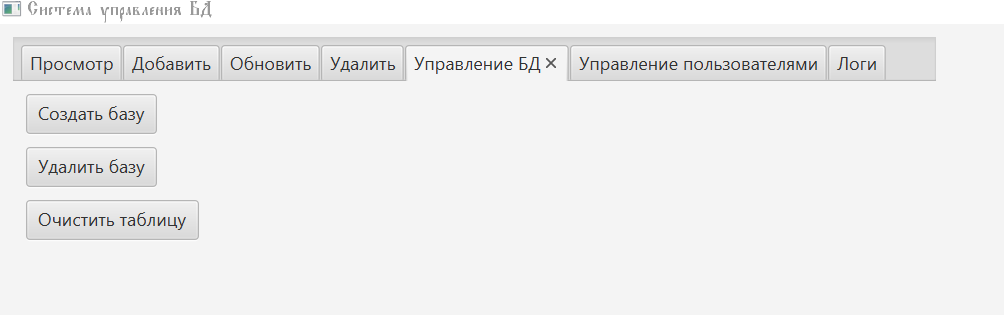 Система управления БД
Просмотр Добавить Обновить Удалить Управление БД Управление пользователями Логи
Создать базу
Удалить базу
Очистить таблицу